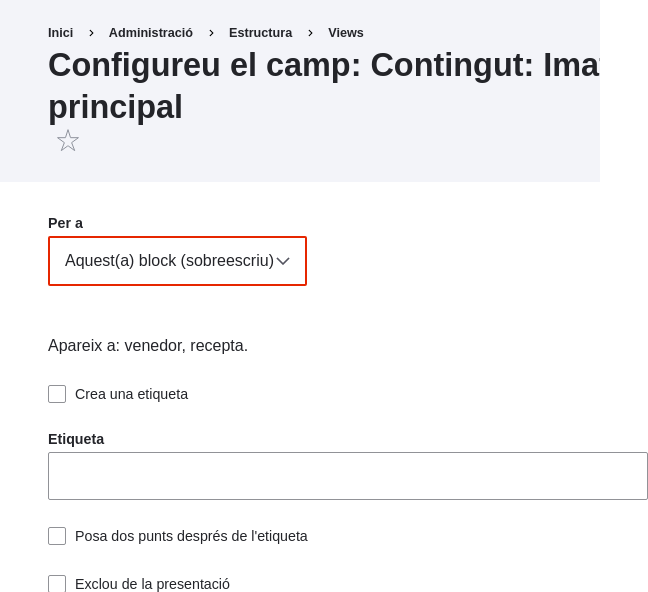 Inici > Administració > Estructura > Views
Configureu el camp: Contingut:
principal
Per a
Aquest(a) block (sobreescriu)
Apareix a: venedor, recepta.
Crea una etiqueta
Etiqueta
Posa dos punts després de l'etiqueta
Exclou de la presentació